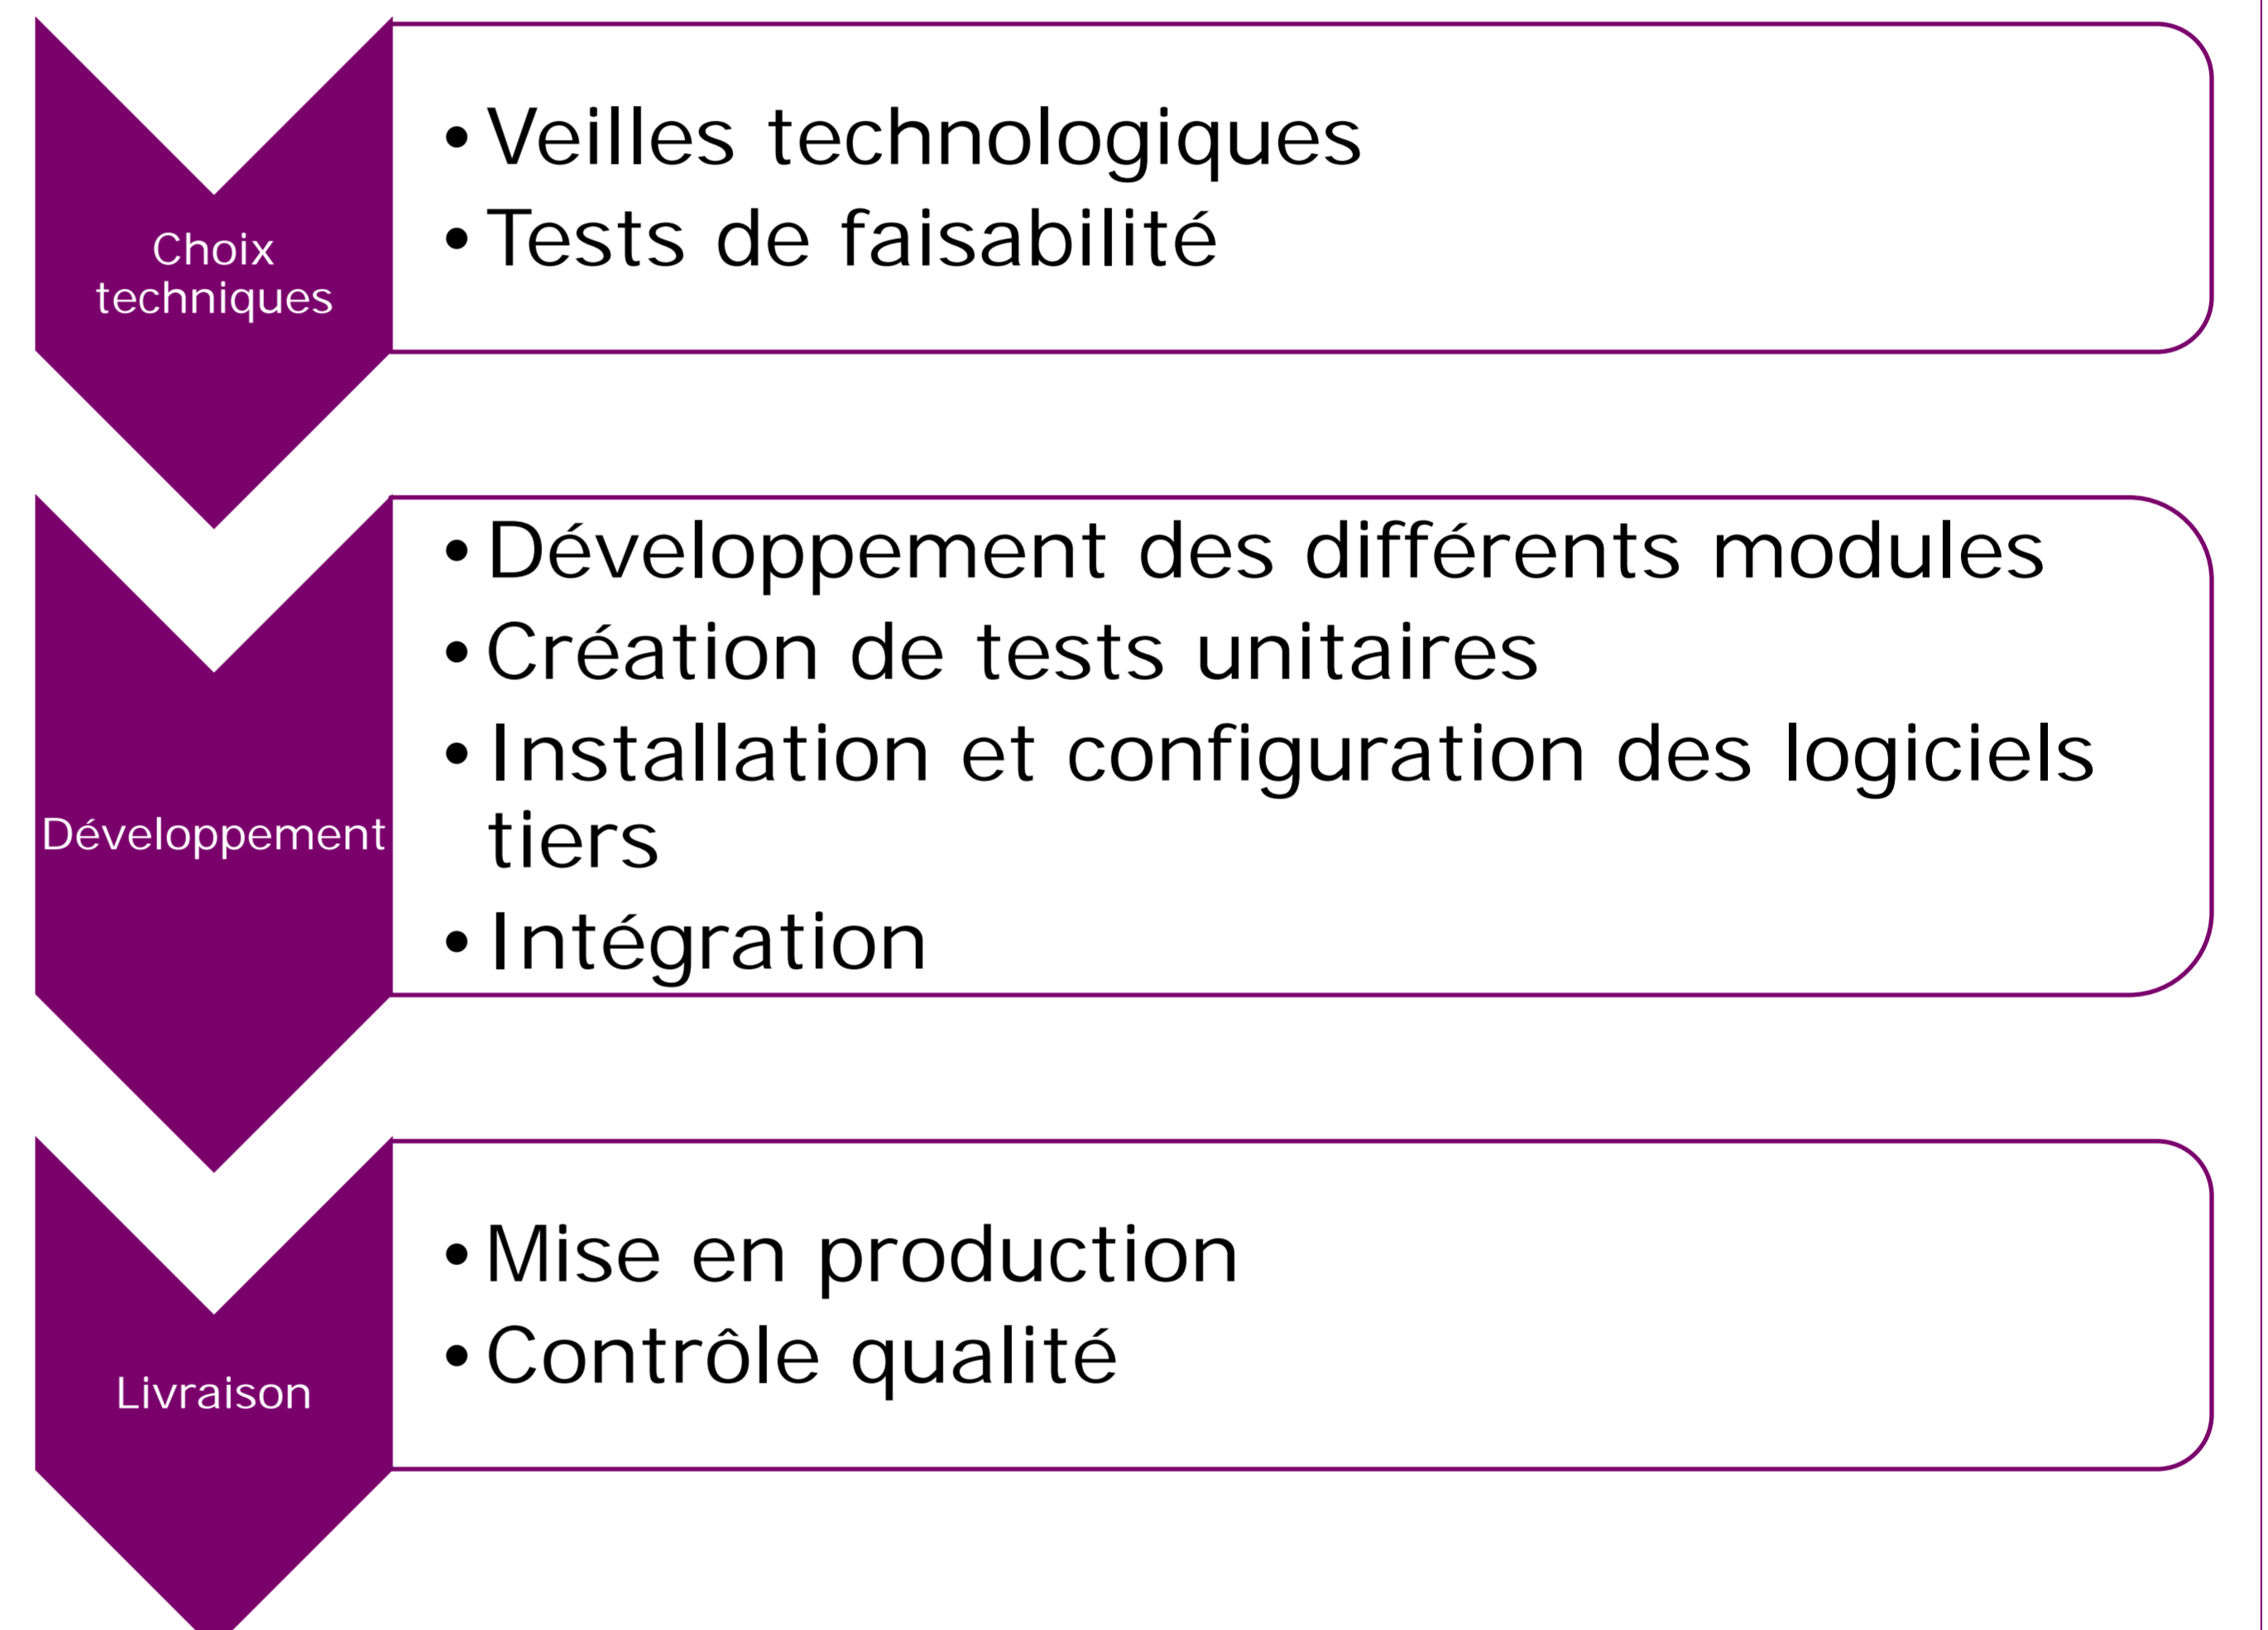 Choix
techniques
• Veilles technologiques
• Tests de faisabilité
Développement
• Développement des différents modules
• Création de tests unitaires
• Installation et configuration des logiciels
tiers
• Intégration
Livraison
• Mise en production
• Contrôle qualité